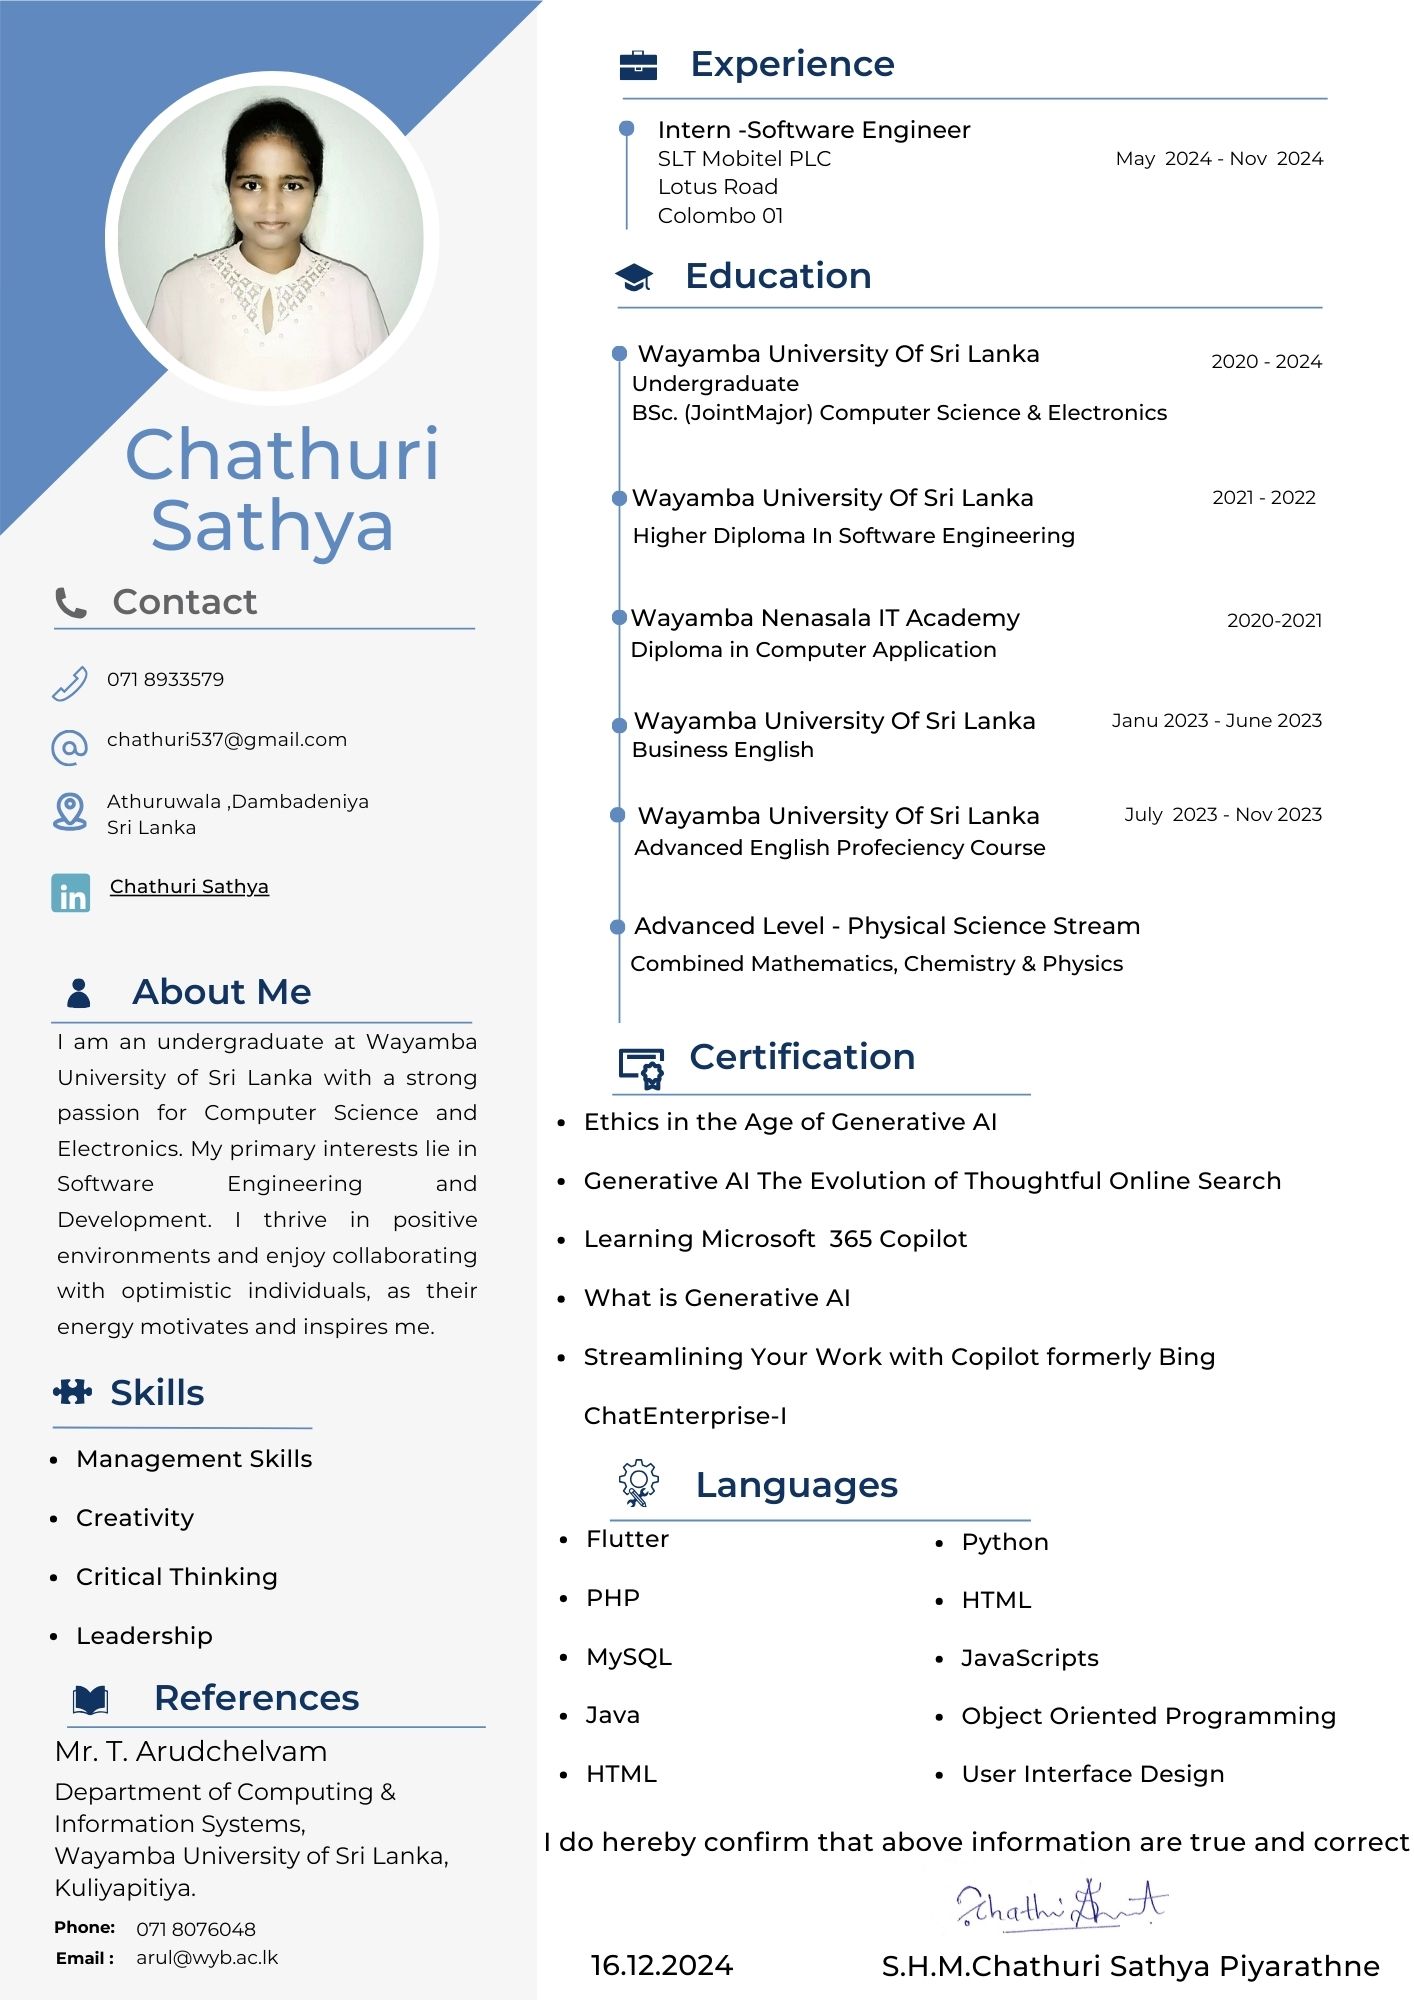 Chathuri
Sathya
Contact
071 8933579
chathuri537@gmail.com
Athuruwala ,Dambadeniya
Sri Lanka
in
Chathuri Sathya
About Me
I am an undergraduate at Wayamba
University of Sri Lanka with a strong
passion for Computer Science and
Electronics. My primary interests lie in
Software Engineering and
Development. I thrive in positive
environments and enjoy collaborating
with optimistic individuals, as their
energy motivates and inspires me.
Skills
• Management Skills
• Creativity
• Critical Thinking
• Leadership
References
Mr. T. Arudchelvam
Department of Computing &
Information Systems,
Wayamba University of Sri Lanka,
Kuliyapitiya.
Phone: 071 8076048
Email : arul@wyb.ac.lk
Experience
Intern -Software Engineer
SLT Mobitel PLC May 2024 - Nov 2024
Lotus Road
Colombo 01
Education
Wayamba University Of Sri Lanka 2020 - 2024
Undergraduate
BSc. (JointMajor) Computer Science & Electronics
Wayamba University Of Sri Lanka 2021 - 2022
Higher Diploma In Software Engineering
Wayamba Nenasala IT Academy 2020-2021
Diploma in Computer Application
Wayamba University Of Sri Lanka Janu 2023 - June 2023
Business English
Wayamba University Of Sri Lanka July 2023 - Nov 2023
Advanced English Profeciency Course
Advanced Level - Physical Science Stream
Combined Mathematics, Chemistry & Physics
Certification
• Ethics in the Age of Generative AI
• Generative AI The Evolution of Thoughtful Online Search
• Learning Microsoft 365 Copilot
• What is Generative AI
• Streamlining Your Work with Copilot formerly Bing
ChatEnterprise-I
Languages
• Flutter
• PHP
• MySQL
• Java
• HTML
• Python
• HTML
• JavaScripts
• Object Oriented Programming
• User Interface Design
I do hereby confirm that above information are true and correct
16.12.2024 S.H.M.Chathuri Sathya Piyarathne